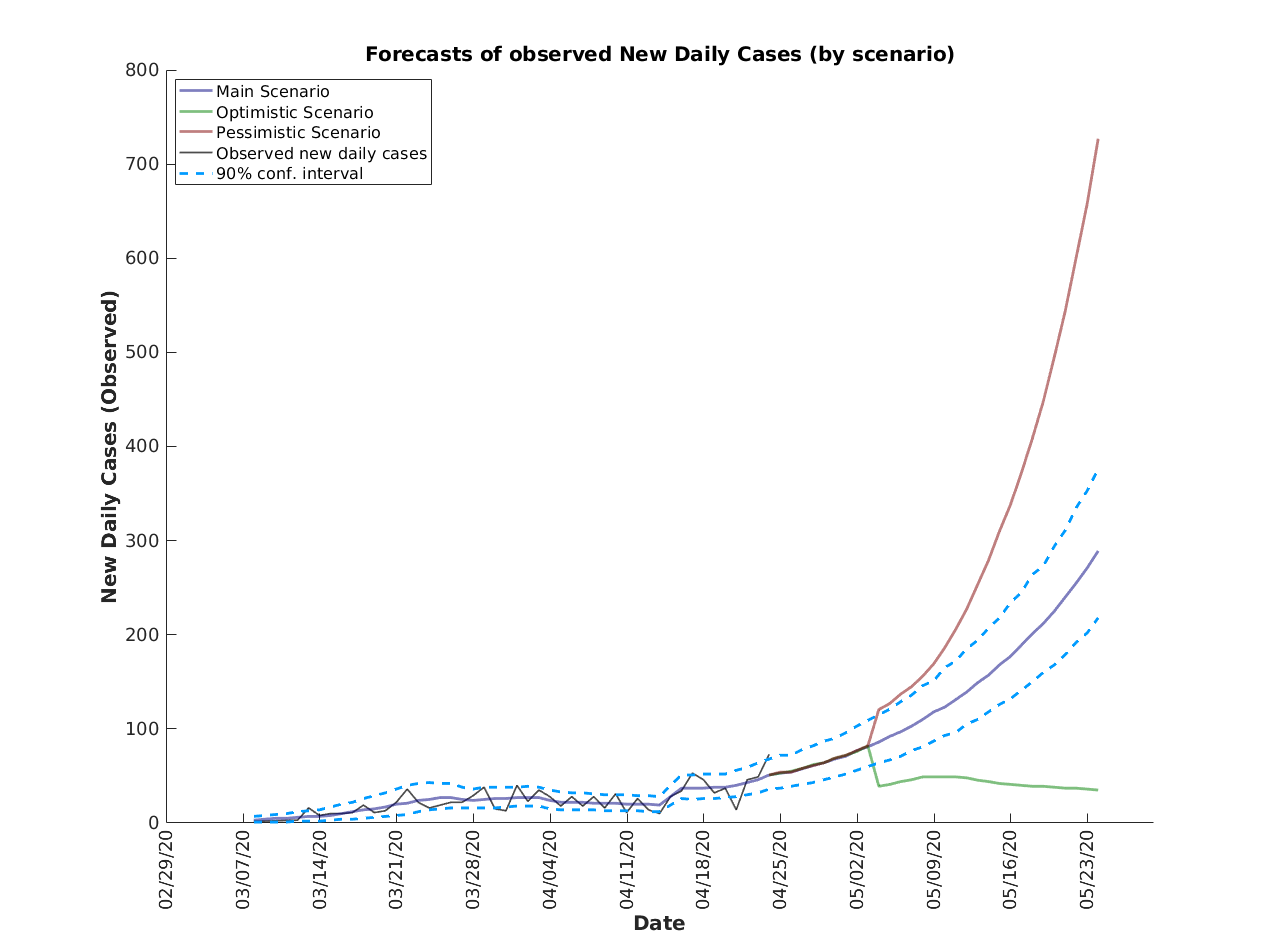 Forecasts of observed New Daily Cases (by scenario)
800
700
600
500
400
300
200
100
0
New Daily Cases (Observed)
Main Scenario
Optimistic Scenario
Pessimistic Scenario
Observed new daily cases
90% conf. interval
02/29/20
03/07/20
03/14/20
03/21/20
03/28/20
04/04/20
04/11/20
04/18/20
04/25/20
05/02/20
05/09/20
05/16/20
05/23/20
Date